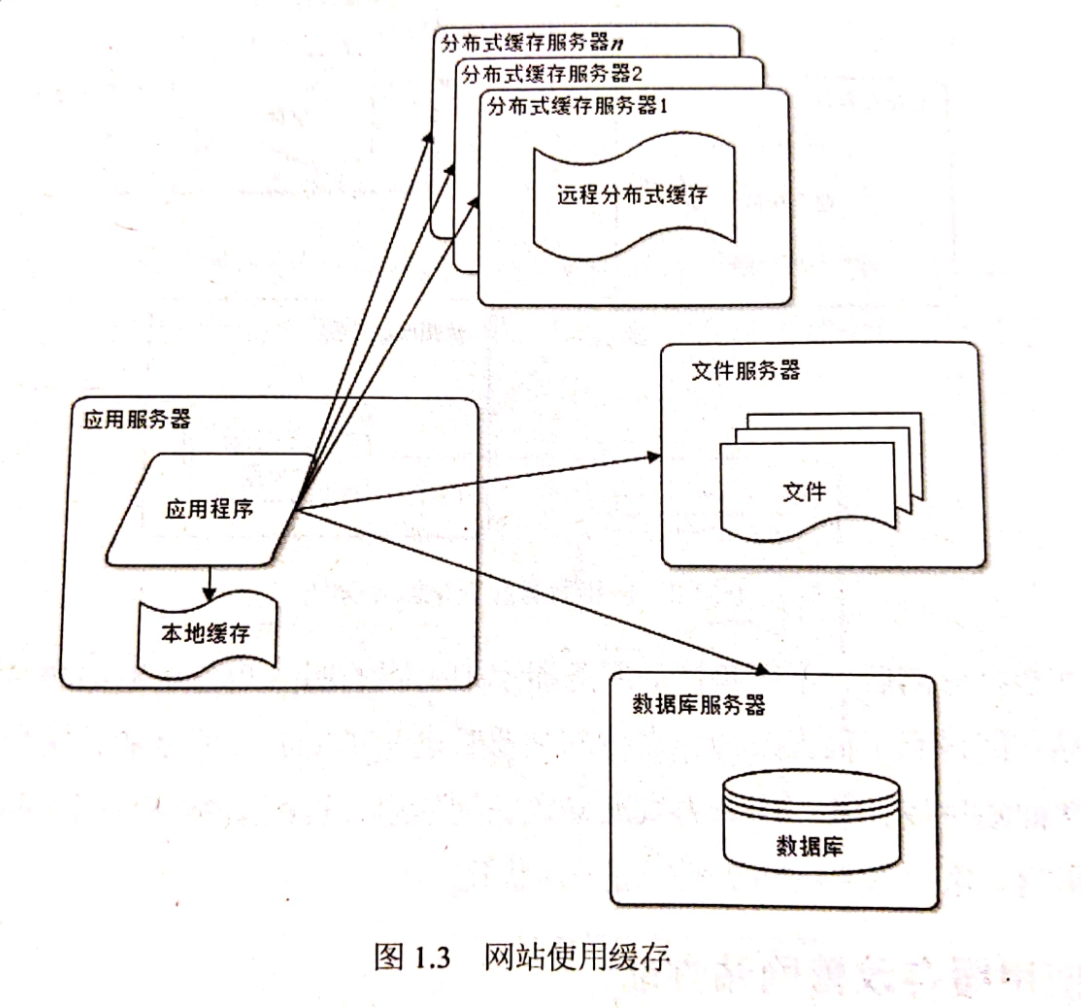 分布式缓存服务器n
分布式缓存服务器2
分布式缓存服务器1
远程分布式缓存
文件服务器
文件
应用服务器
应用程序
本地缓存
数据库服务器
数据库
图 1.3 网站使用缓存